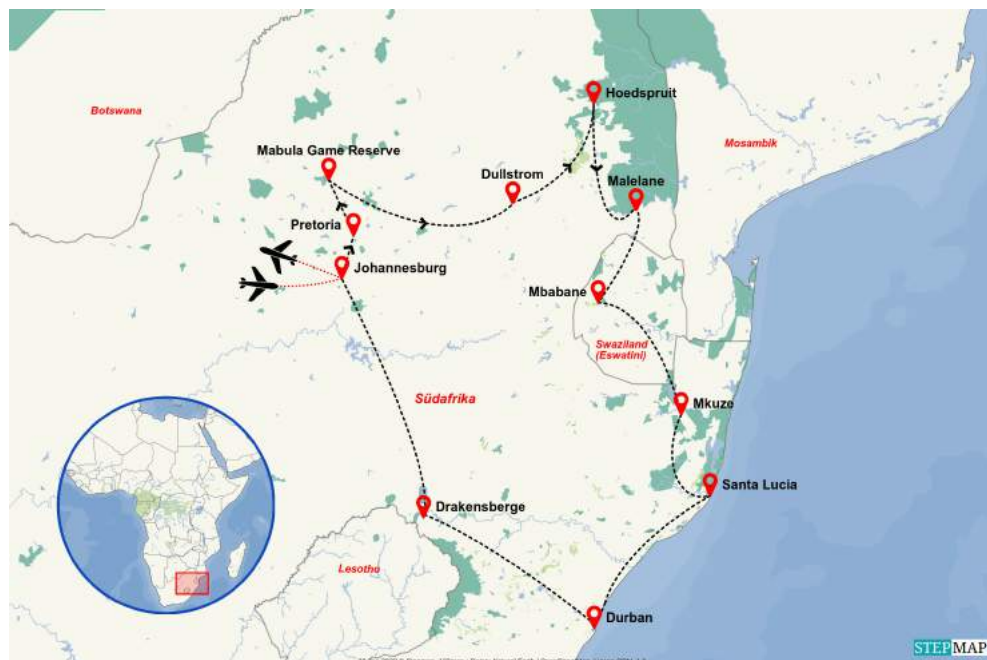 Hoedspruit
Botswana
Mosambik
Mabula Game Reserve
Dullstrom
Malelane
Pretoria
Johannesburg
Mbabane
Swaziland
(Eswatini)
Südafrika
Mkuze
Santa Lucia
Drakensberge
Lesotho
Durban
STEPMAP